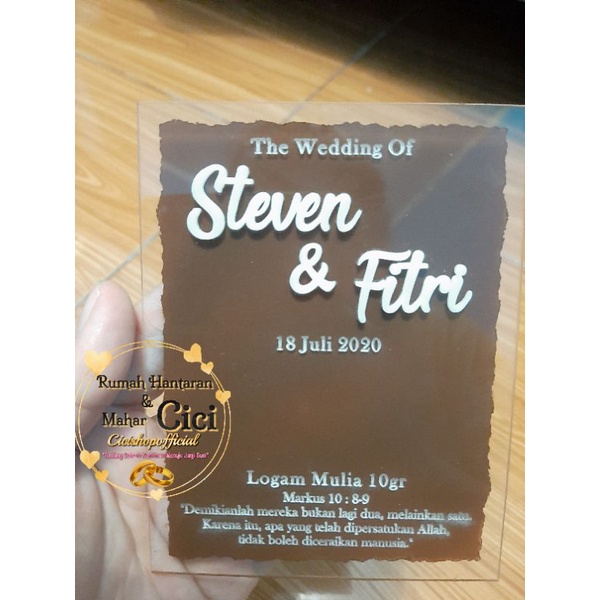 The Wedding Of
Steven
& Fitri
18 Juli 2020
Logam Mulia 10gr
Markus 10 : 8-9
"Demikianlah mereka bukan lagi dua, melainkan satu.
Karena itu, apa yang telah dipersatukan Allah,
tidak boleh diceraikan manusia."
Rumah Hantaran
&
Mahar Cici
Cicishopofficial